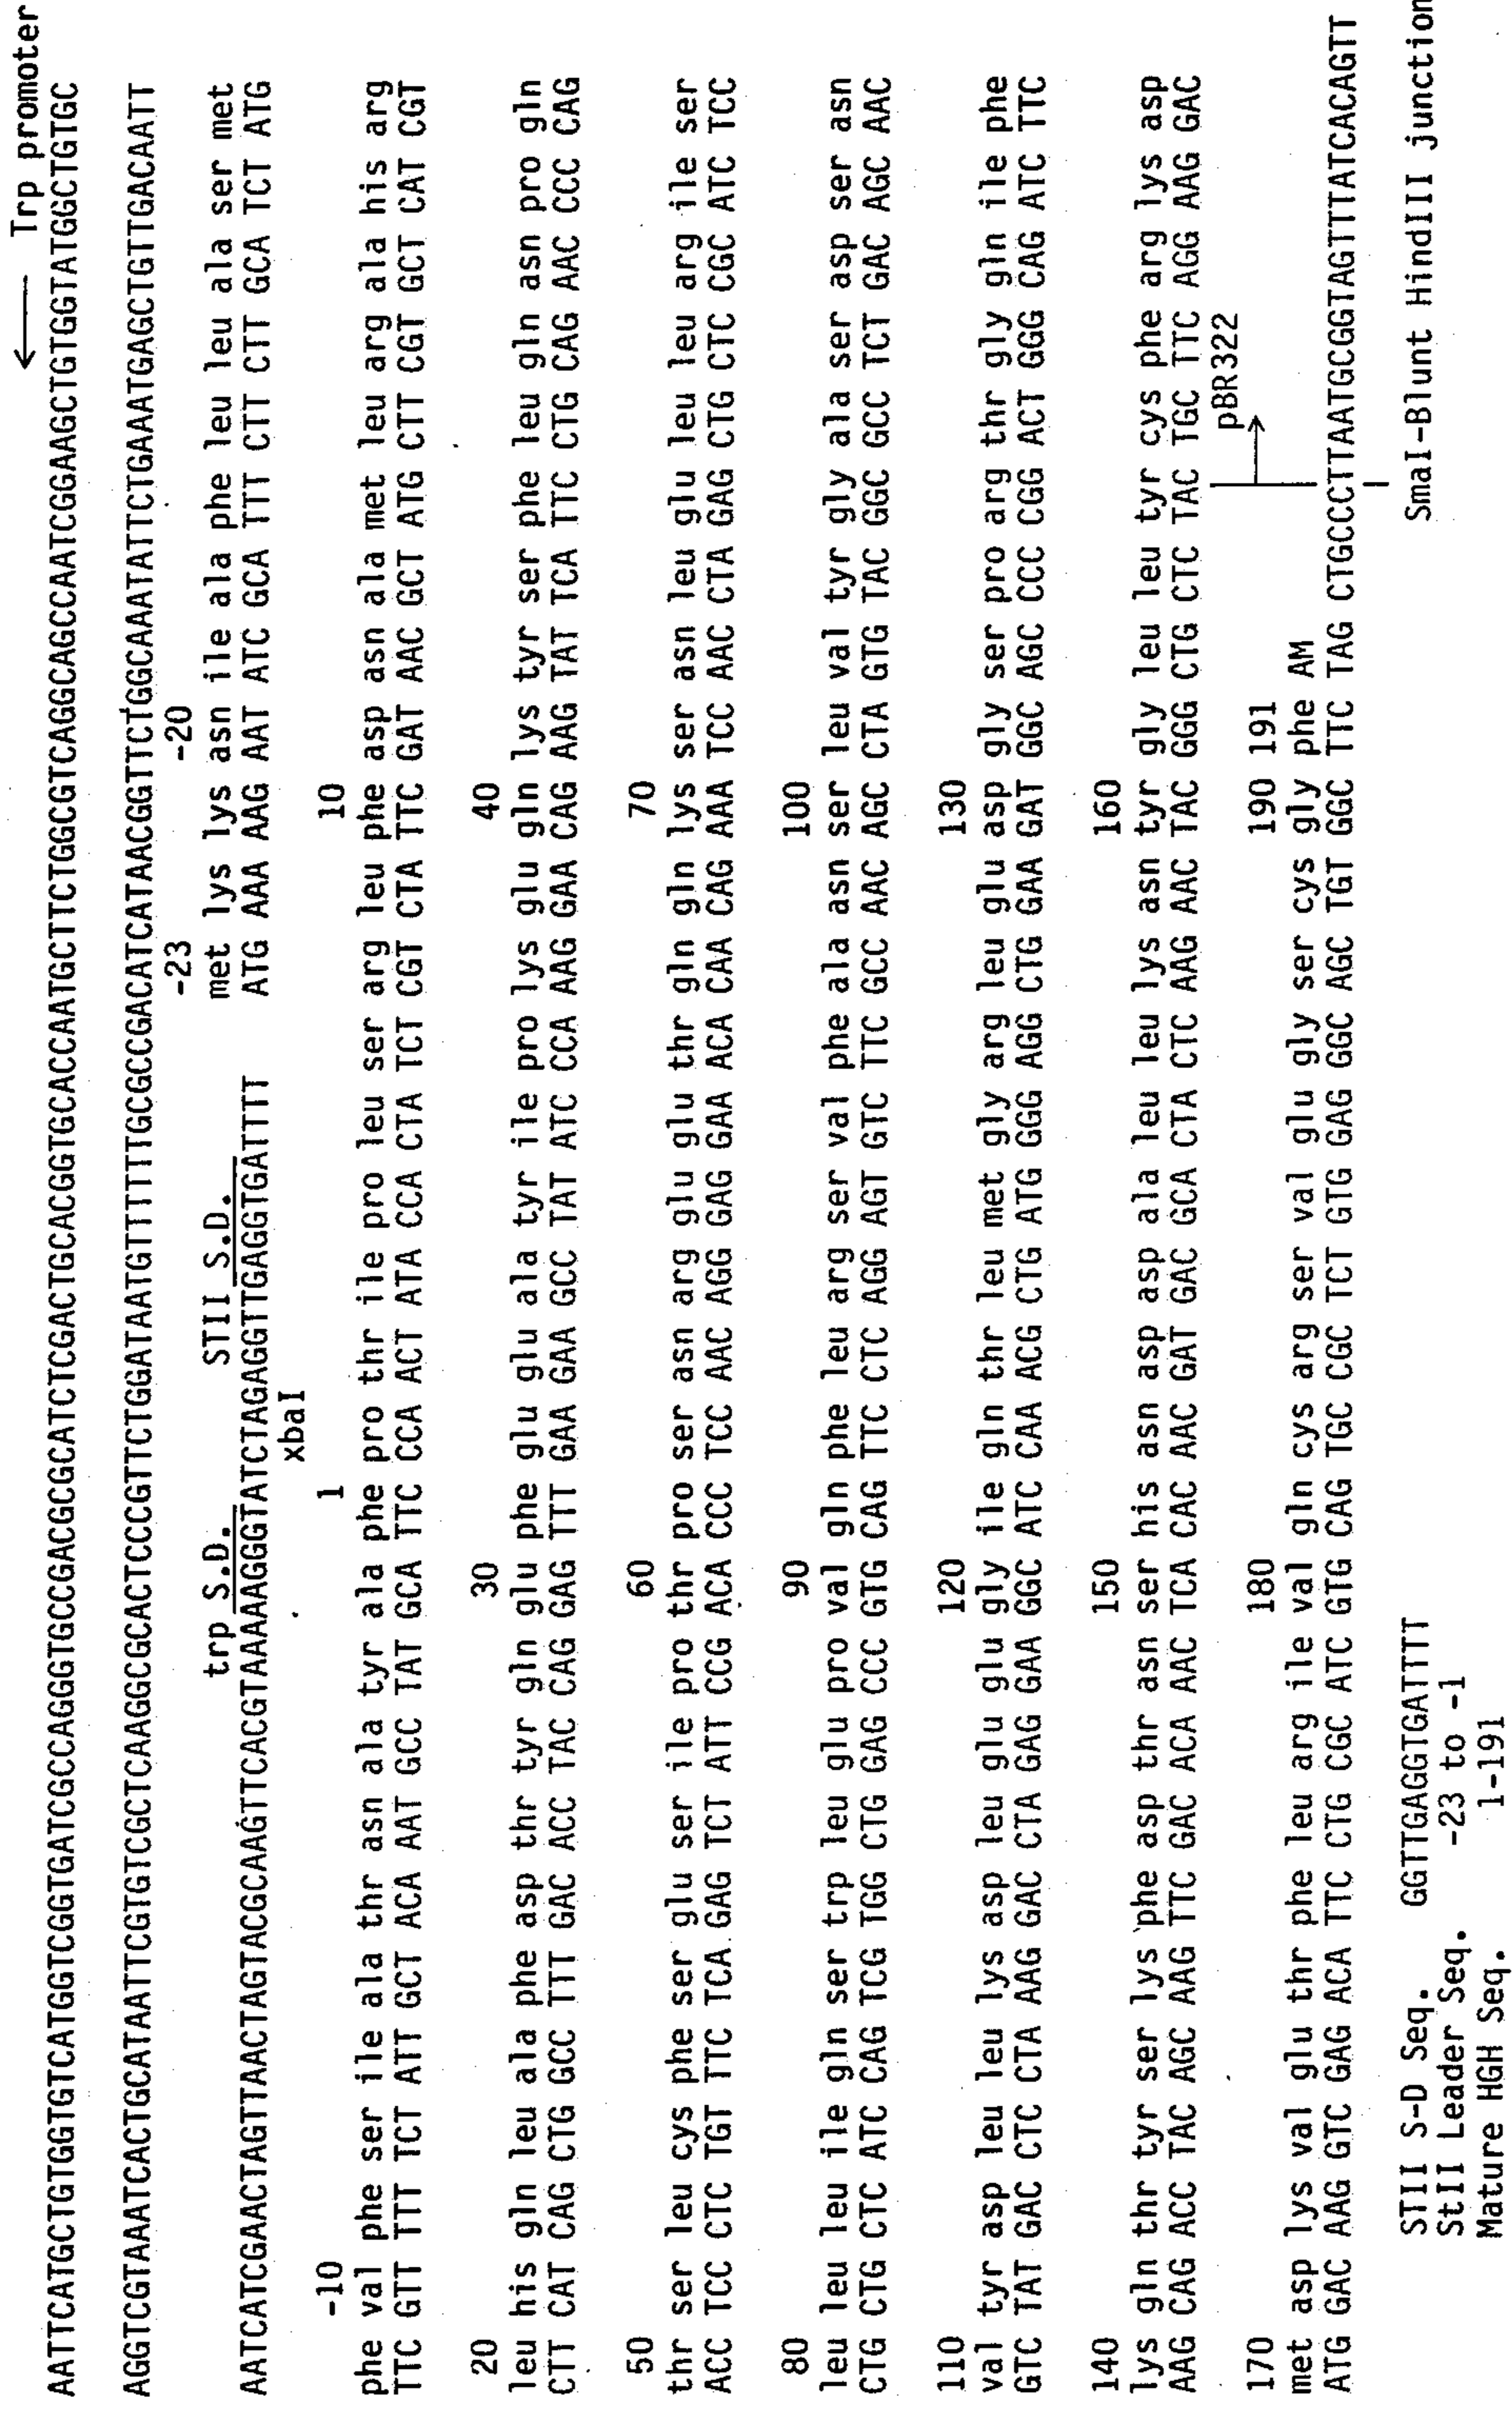 ← Trp promoter
AATTCATGCTGTGGTGTCATGGTCGGTGATCGCCAGGGTGCCGACGCGCATCTCGACTGCACGGTGCACCAATGCTTCTGGCGTCAGGCAGCCAATCGGAAGCTGTGGTATGGCTGTGC
AGGTCGTAAATCACTGCATAATTCGTGTCGCTCAAGGCGCACTCCCGTTCTGGATAATGTTTTTTGCGCCGACATCATAACGGTTCTGGCAAATATTCTGAAATGAGCTGTTGACAATT
-23 -20
trp S.D. STII S.D. met lys lys asn ile ala phe leu leu ala ser met
AATCATCGAACTAGTTAACTAGTACGCAAGTTCACGTAAAAAGGGTATCTAGAGGTTGAGGTGATTTT ATG AAA AAG AAT ATC GCA TTT CTT CTT GCA TCT ATG
xbaI
-10 1 10
phe val phe ser ile ala thr asn ala tyr ala phe pro thr ile pro leu ser arg leu phe asp asn ala met leu arg ala his arg
TTC GTT TTT TCT ATT GCT ACA AAT GCC TAT GCA TTC CCA ACT ATA CCA CTA TCT CGT CTA TTC GAT AAC GCT ATG CTT CGT GCT CAT CGT
20 30 40
leu his gln leu ala phe asp thr tyr gln glu phe glu glu ala tyr ile pro lys glu gln lys tyr ser phe leu gln asn pro gln
CTT CAT CAG CTG GCC TTT GAC ACC TAC CAG GAG TTT GAA GAA GCC TAT ATC CCA AAG GAA CAG AAG TAT TCA TTC CTG CAG AAC CCC CAG
50 60 70
thr ser leu cys phe ser glu ser ile pro thr pro ser asn arg glu glu thr gln gln lys ser asn leu glu leu leu arg ile ser
ACC TCC CTC TGT TTC TCA GAG TCT ATT CCG ACA CCC TCC AAC AGG GAG GAA ACA CAA CAG AAA TCC AAC CTA GAG CTG CTC CGC ATC TCC
80 90 100
leu leu leu ile gln ser trp leu glu pro val gln phe leu arg ser val phe ala asn ser leu val tyr gly ala ser asp ser asn
CTG CTG CTC ATC CAG TCG TGG CTG GAG CCC GTG CAG TTC CTC AGG AGT GTC TTC GCC AAC AGC CTA GTG TAC GGC GCC TCT GAC AGC AAC
110 120 130
val tyr asp leu leu lys asp leu glu glu gly ile gln thr leu met gly arg leu glu asp gly ser pro arg thr gly gln ile phe
GTC TAT GAC CTC CTA AAG GAC CTA GAG GAA GGC ATC CAA ACG CTG ATG GGG AGG CTG GAA GAT GGC AGC CCC CGG ACT GGG CAG ATC TTC
140 150 160
lys gln thr tyr ser lys phe asp thr asn ser his asn asp asp ala leu leu lys asn tyr gly leu leu tyr cys phe arg lys asp
AAG CAG ACC TAC AGC AAG TTC GAC ACA AAC TCA CAC AAC GAT GAC GCA CTA CTC AAG AAC TAC GGG CTG CTC TAC TGC TTC AGG AAG GAC
pBR322
170 180 190 191
met asp lys val glu thr phe leu arg ile val gln cys arg ser val glu gly ser cys gly phe AM
ATG GAC AAG GTC GAG ACA TTC CTG CGC ATC GTG CAG TGC CGC TCT GTG GAG GGC AGC TGT GGC TTC TAG CTGCCCTTAATGCGGTAGTTTATCACAGTT
SmaI-Blunt HindIII junction
STII S-D Seq. GGTTGAGGTGATTTT
StII Leader Seq. -23 to -1
Mature HGH Seq. 1-191